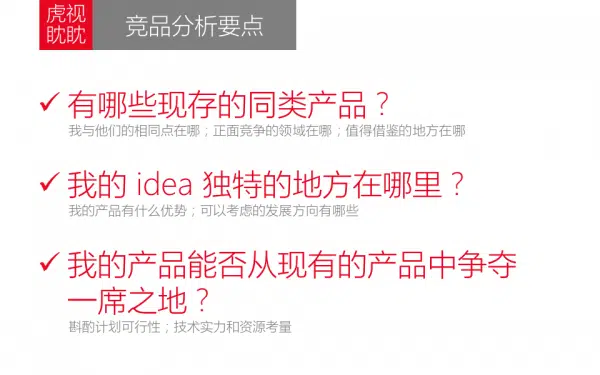 虎视
眈眈
竞品分析要点
有哪些现存的同类产品？
我与他们的相同点在哪；正面竞争的领域在哪；值得借鉴的地方在哪
我的 idea 独特的地方在哪里？
我的产品有什么优势；可以考虑的发展方向有哪些
我的产品能否从现有的产品中争夺
一席之地？
斟酌计划可行性；技术实力和资源考量